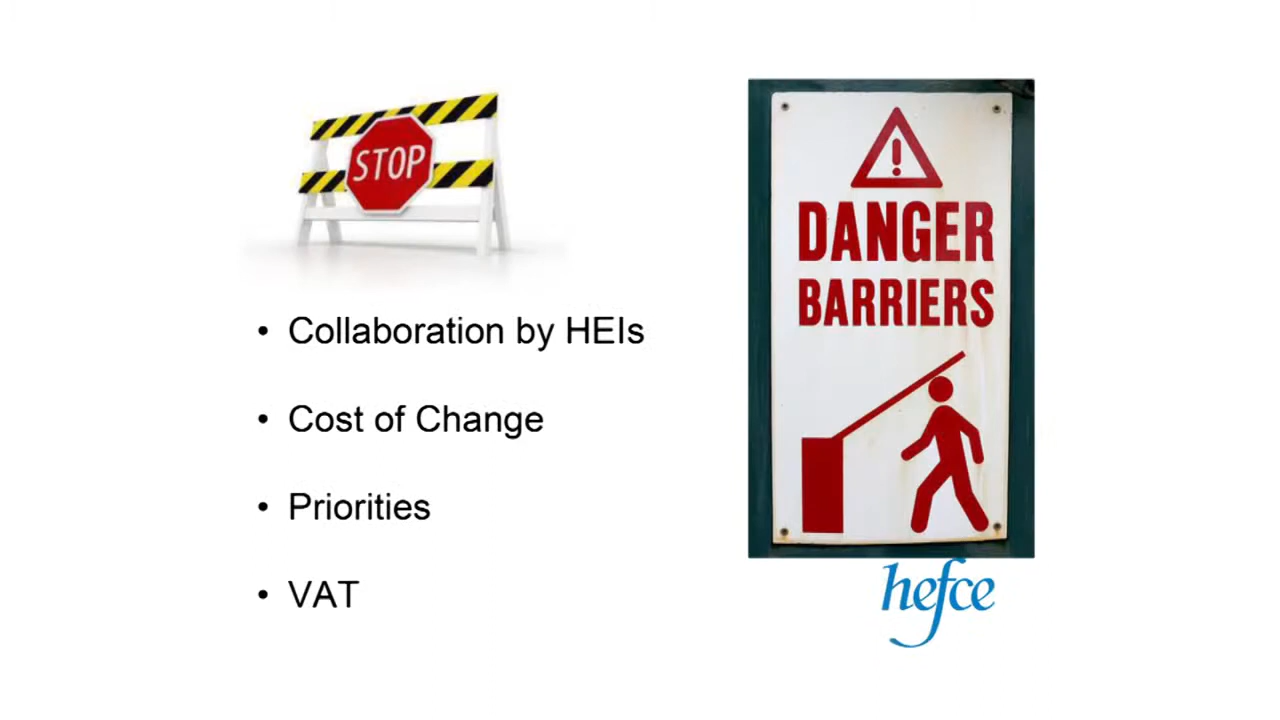 STOP
• Collaboration by HEIs
• Cost of Change
• Priorities
• VAT
!
DANGER
BARRIERS
hefce